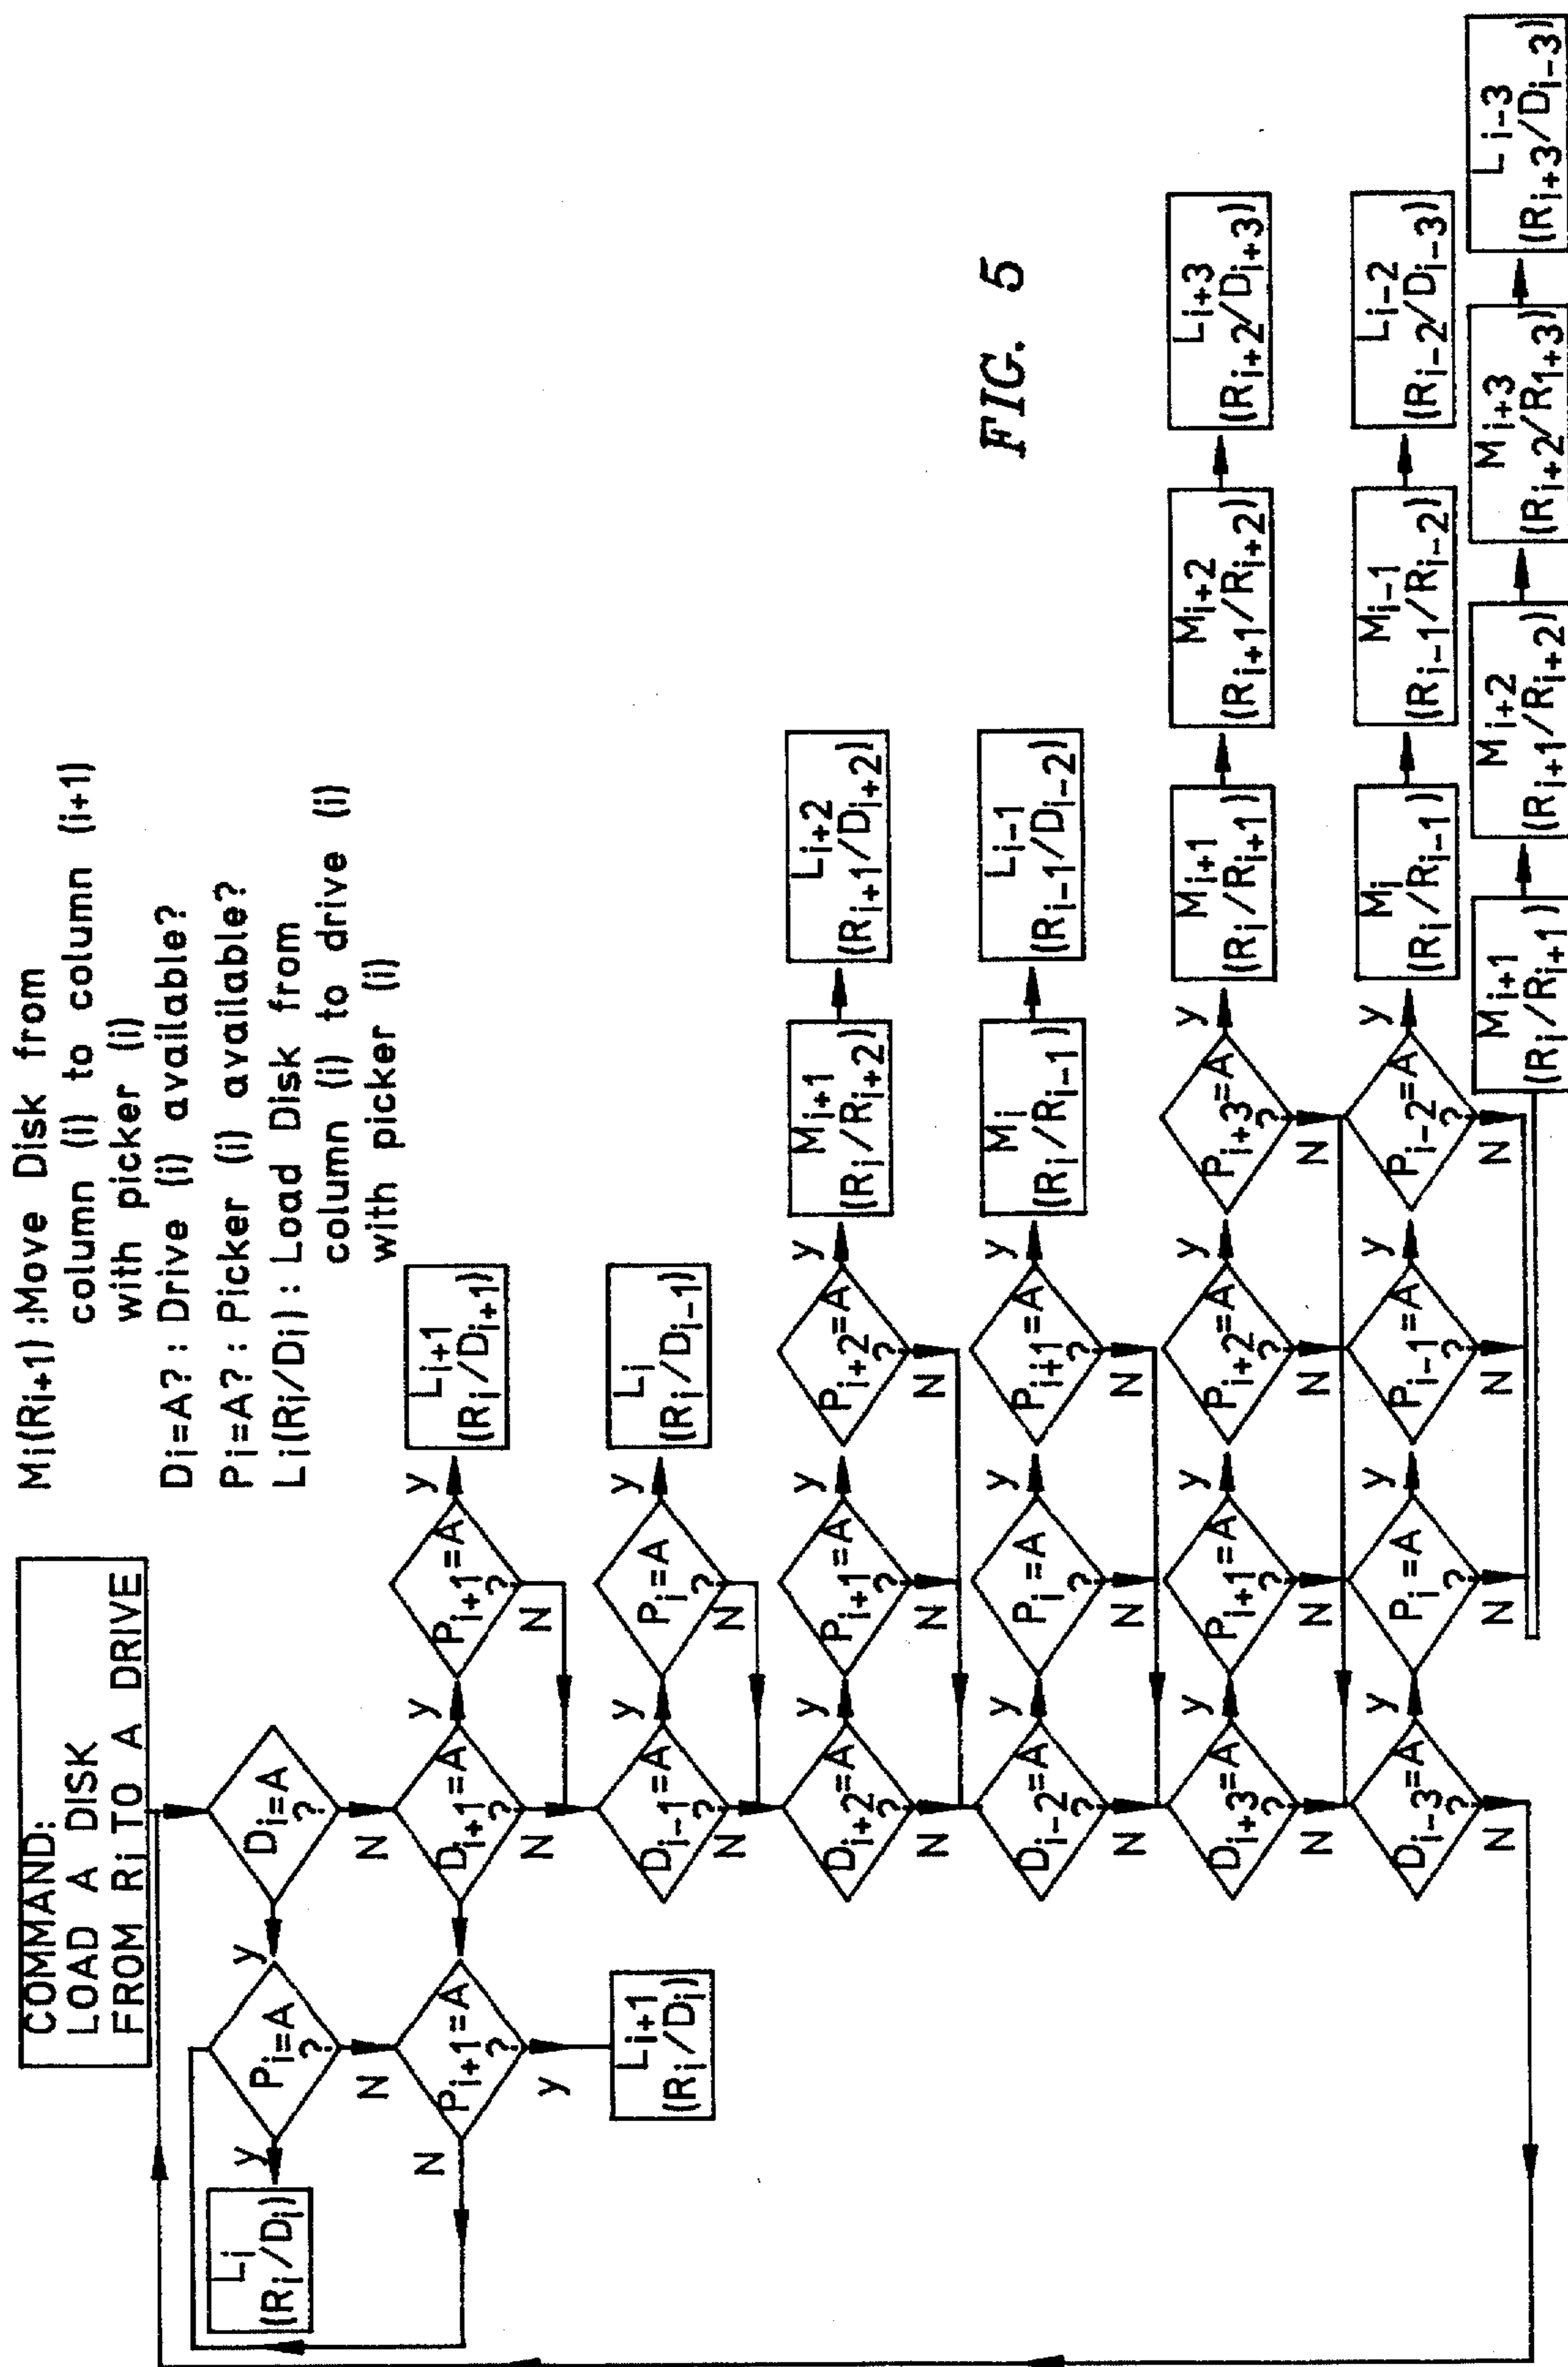 COMMAND:
LOAD A DISK
FROM Ri TO A DRIVE
Mi(Ri+1) :Move Disk from
column (i) to column (i+1)
with picker (i)
Di=A? : Drive (i) available?
Pi=A? : Picker (i) available?
Li(Ri/Di) : Load Disk from
column (i) to drive (i)
with picker (i)
Li
(Ri/Di)
y
Pi=A
?
y
Di=A
?
N
N
N
Pi+1=A
?
y
Li+1
(Ri/Di)
Di+1=A
?
y
Pi+1=A
?
y
Li+1
(Ri/Di+1)
N
N
Di-1=A
?
y
Pi=A
?
y
Li
(Ri/Di-1)
N
N
Di+2=A
?
y
Pi+1=A
?
y
Pi+2=A
?
y
Mi+1
(Ri/Ri+2)
Li+2
(Ri+1/Di+2)
N
N
N
Di-2=A
?
y
Pi=A
?
y
Pi+1=A
?
y
Mi
(Ri/Ri-1)
Li-1
(Ri-1/Di-2)
N
N
N
Di+3=A
?
y
Pi+1=A
?
y
Pi+2=A
?
y
Pi+3=A
?
y
Mi+1
(Ri/Ri+1)
Mi+2
(Ri+1/Ri+2)
Li+3
(Ri+2/Di+3)
N
N
N
N
Di-3=A
?
y
Pi=A
?
y
Pi-1=A
?
y
Pi-2=A
?
y
Mi
(Ri/Ri-1)
Mi-1
(Ri-1/Ri-2)
Li-2
(Ri-2/Di-3)
N
N
N
N
Mi+1
(Ri/Ri+1)
Mi+2
(Ri+1/Ri+2)
Mi+3
(Ri+2/R1+3)
Li-3
(Ri+3/Di-3)
FIG. 5